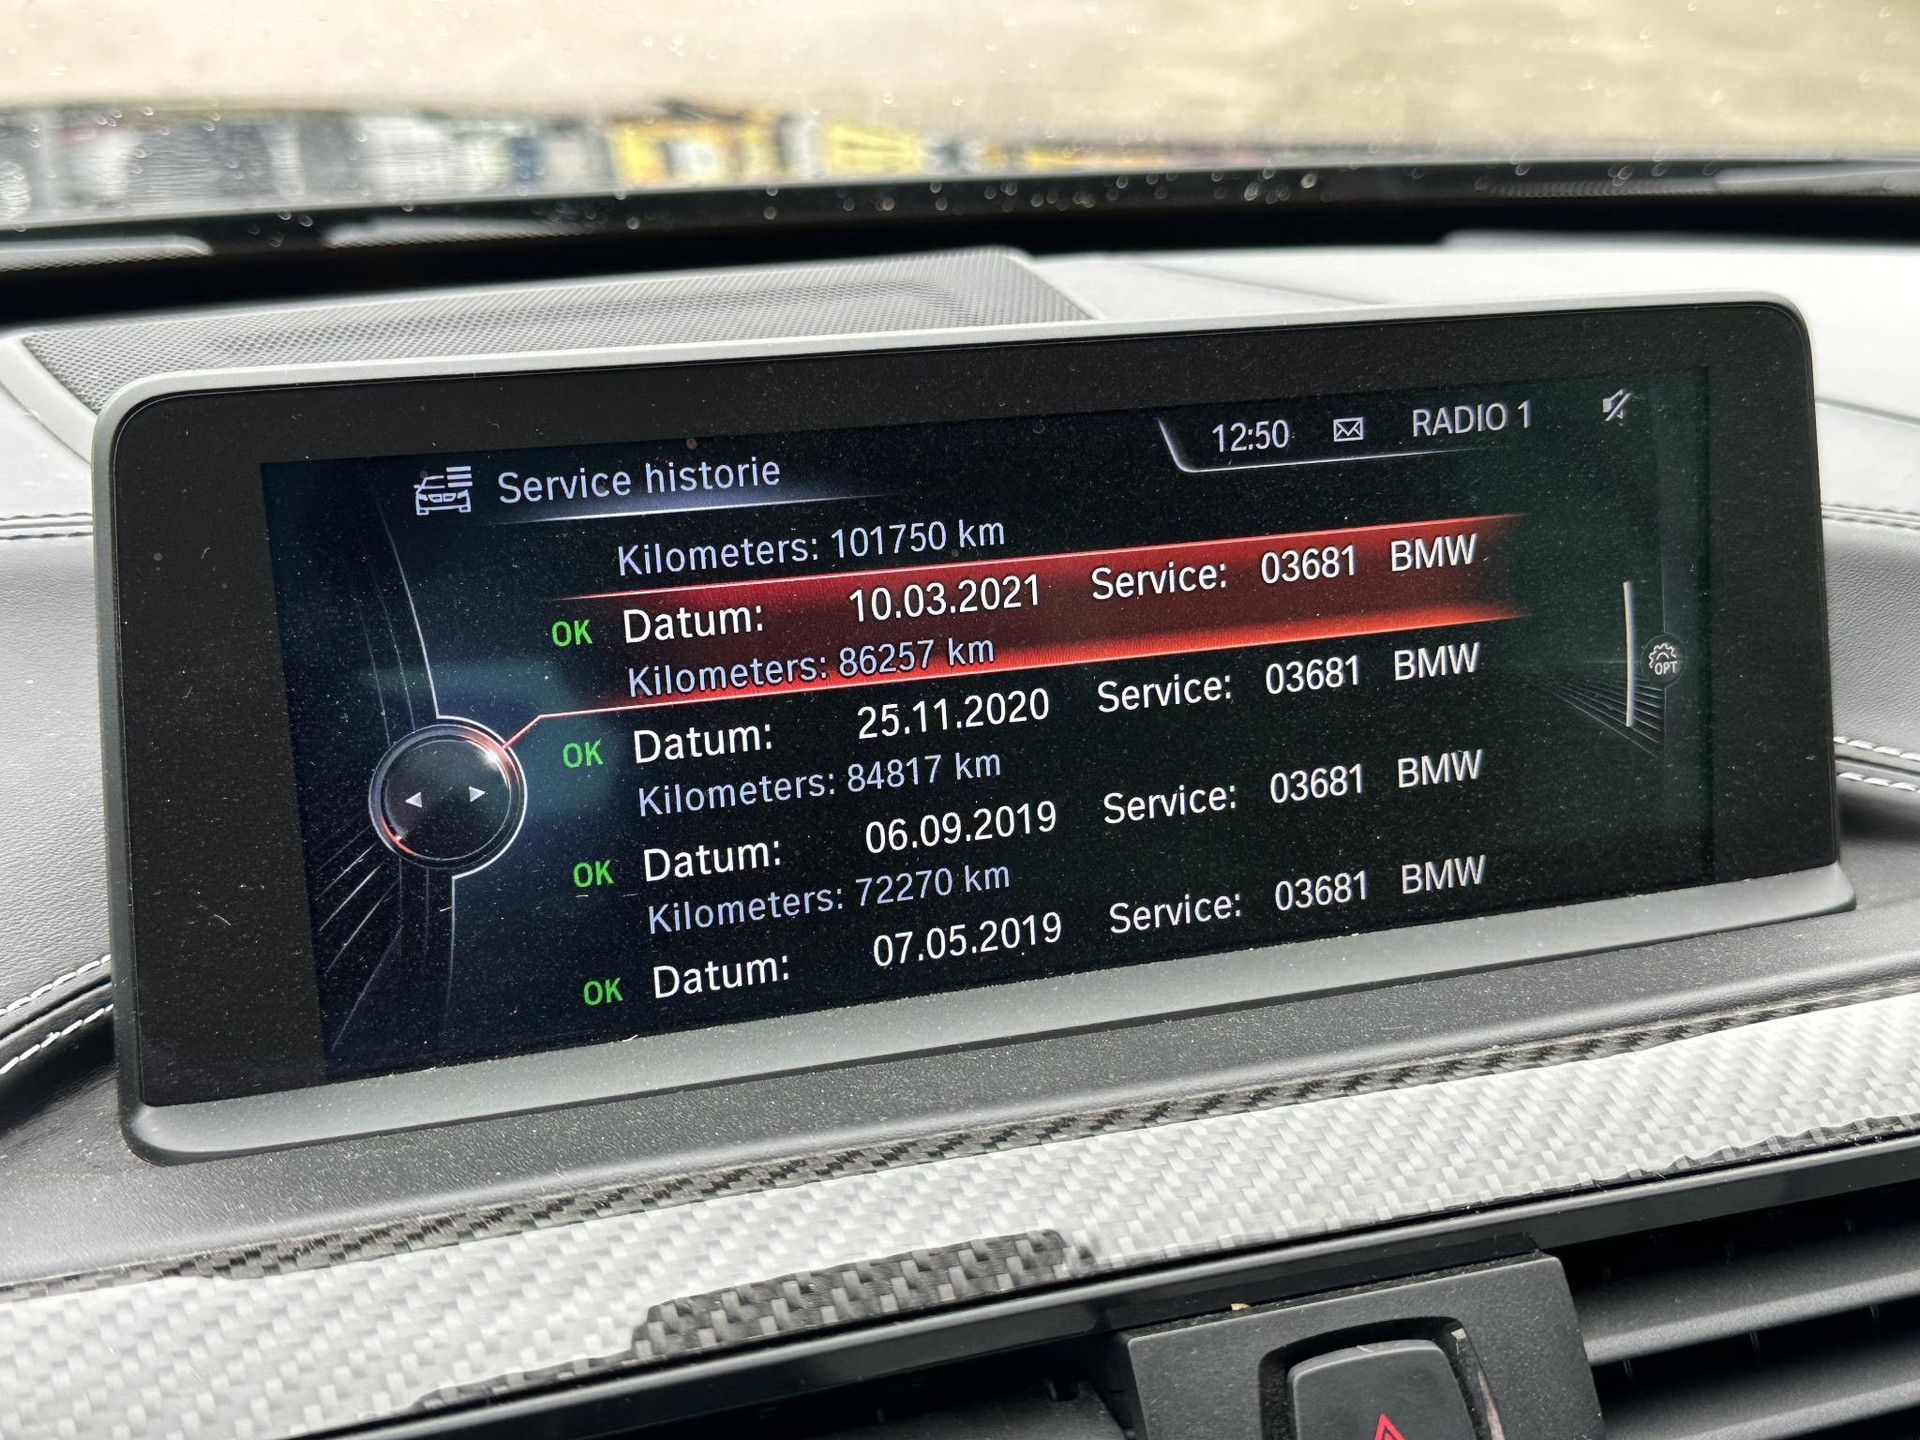 12:50 RADIO 1
Service historie
Kilometers: 101750 km
OK Datum: 10.03.2021 Service: 03681 BMW
Kilometers: 86257 km
OK Datum: 25.11.2020 Service: 03681 BMW
Kilometers: 84817 km
OK Datum: 06.09.2019 Service: 03681 BMW
Kilometers: 72270 km
OK Datum: 07.05.2019 Service: 03681 BMW
OPT